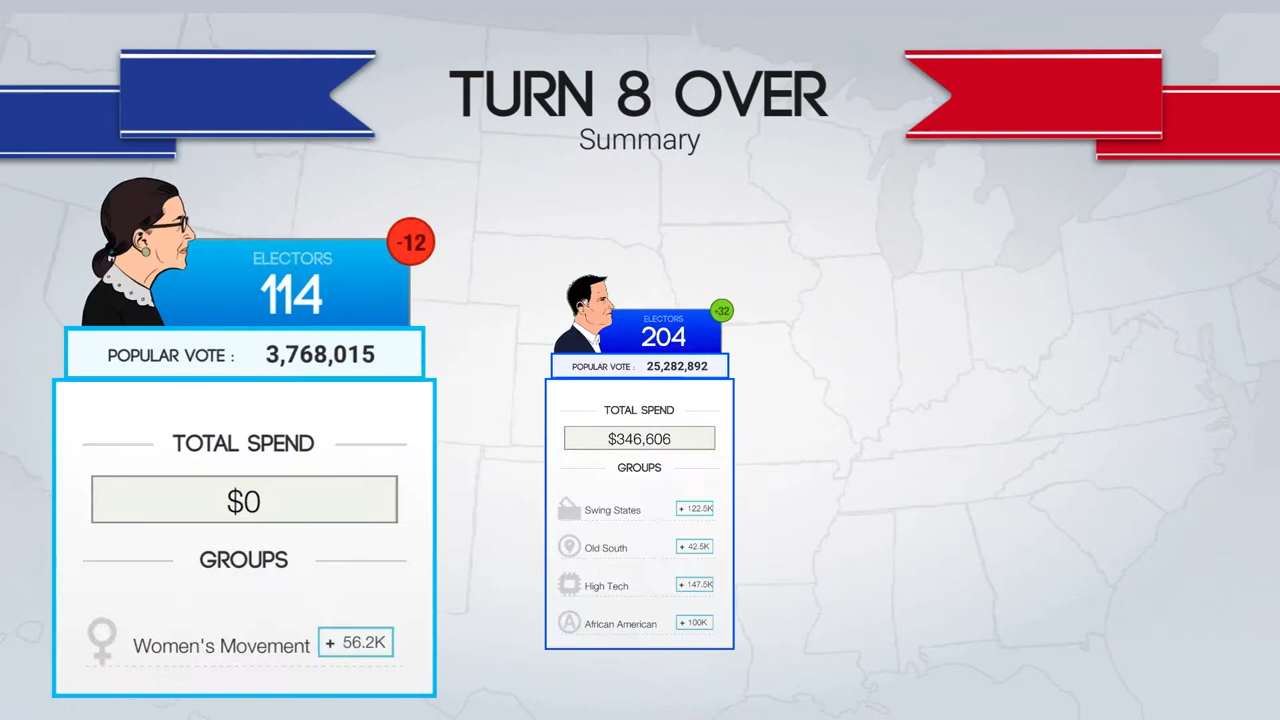 TURN 8 OVER
Summary
-12
ELECTORS
114
POPULAR VOTE : 3,768,015
TOTAL SPEND
$0
GROUPS
Women's Movement + 56.2K
+32
ELECTORS
204
POPULAR VOTE : 25,282,892
TOTAL SPEND
$346,606
GROUPS
Swing States + 122.5K
Old South + 42.5K
High Tech + 147.5K
A African American + 100K